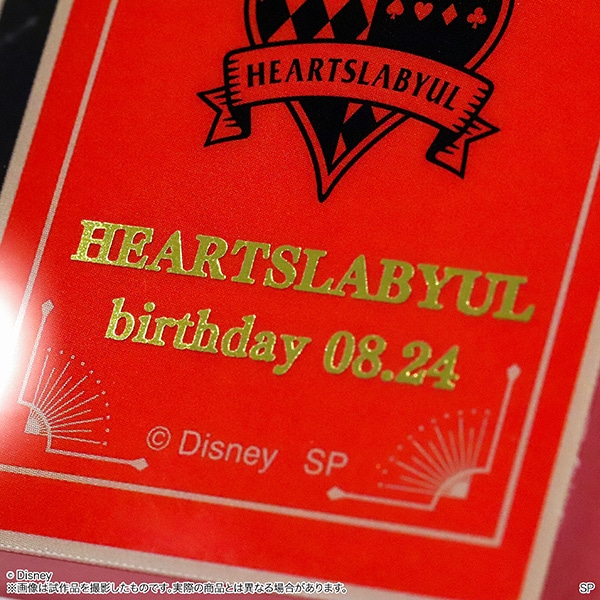 HEARTSLABYUL
HEARTSLABYUL
birthday 08.24
© Disney SP
© Disney
※画像は試作品を撮影したものです。実際の商品とは異なる場合があります。
SP